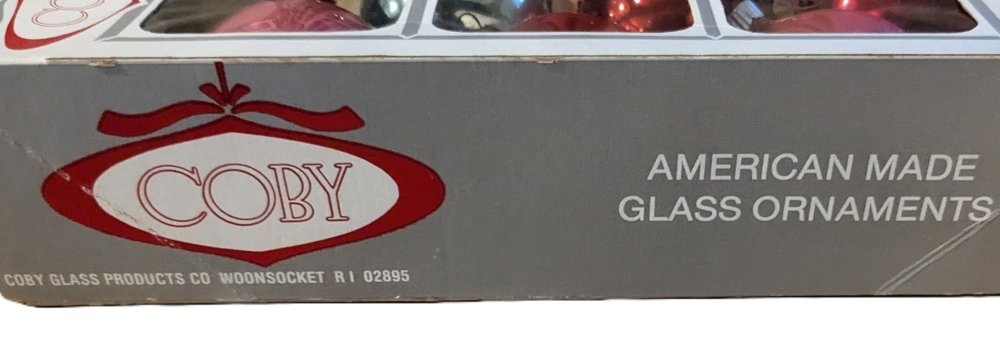 COBY
COBY GLASS PRODUCTS CO WOONSOCKET R I 02895
AMERICAN MADE
GLASS ORNAMENTS